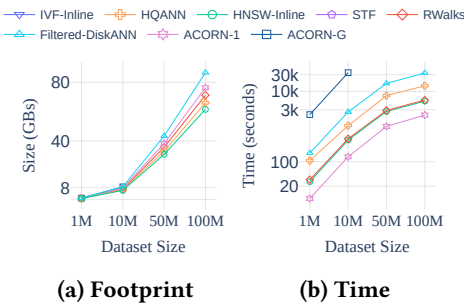 IVF-Inline HQANN HNSW-Inline STF RWalks
Filtered-DiskANN ACORN-1 ACORN-G
Size (GBs)
80
40
8
1M 10M 50M 100M
Dataset Size
(a) Footprint
Time (seconds)
30k
10k
3k
100
20
1M 10M 50M 100M
Dataset Size
(b) Time